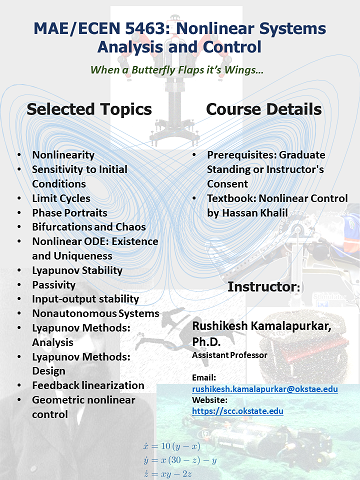 MAE/ECEN 5463: Nonlinear Systems
Analysis and Control
When a Butterfly Flaps it's Wings…
Selected Topics
• Nonlinearity
• Sensitivity to Initial
Conditions
• Limit Cycles
• Phase Portraits
• Bifurcations and Chaos
• Nonlinear ODE: Existence
and Uniqueness
• Lyapunov Stability
• Passivity
• Input-output stability
• Nonautonomous Systems
• Lyapunov Methods:
Analysis
• Lyapunov Methods:
Design
• Feedback linearization
• Geometric nonlinear
control
Course Details
• Prerequisites: Graduate
Standing or Instructor's
Consent
• Textbook: Nonlinear Control
by Hassan Khalil
Instructor:
Rushikesh Kamalapurkar,
Ph.D.
Assistant Professor
Email:
rushikesh.kamalapurkar@okstae.edu
Website:
https://scc.okstate.edu
ẋ = 10 (y − x)
ẏ = x (30 − z) − y
ż = xy − 2z